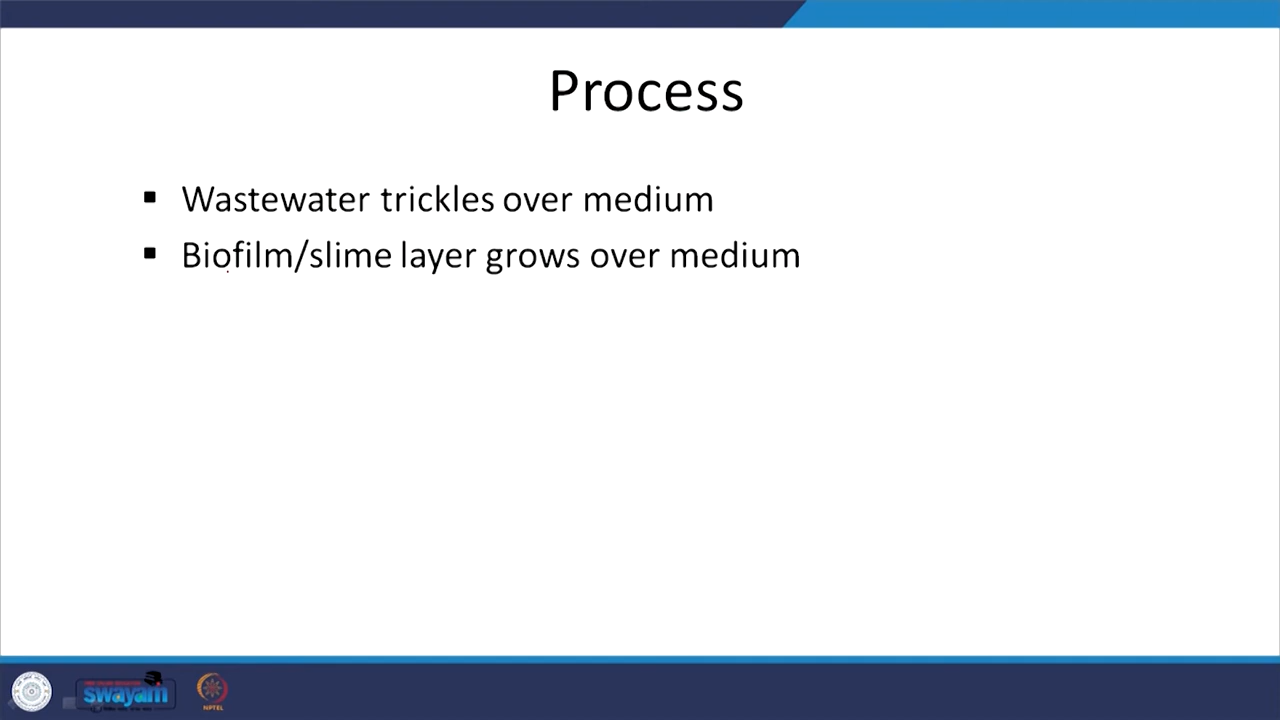 Process
▪ Wastewater trickles over medium
▪ Biofilm/slime layer grows over medium
swayam
NPTEL